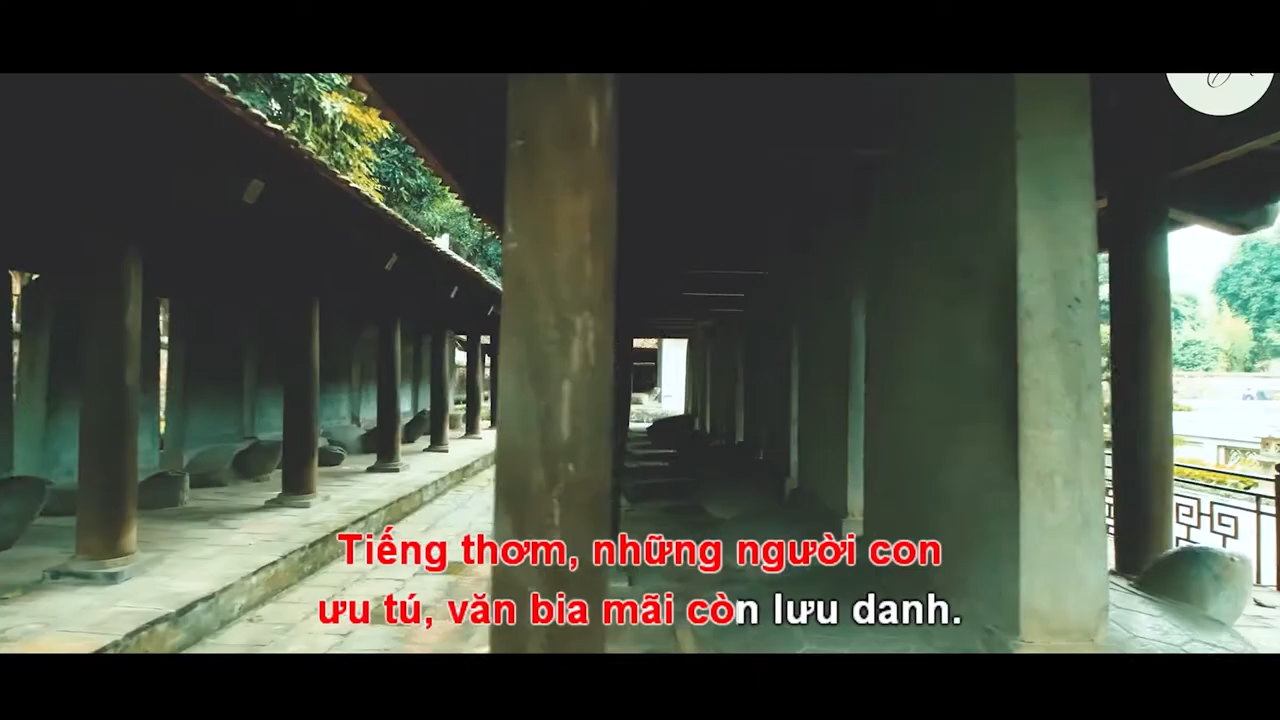 Tiếng thơm, những người con
ưu tú, văn bia mãi còn lưu danh.